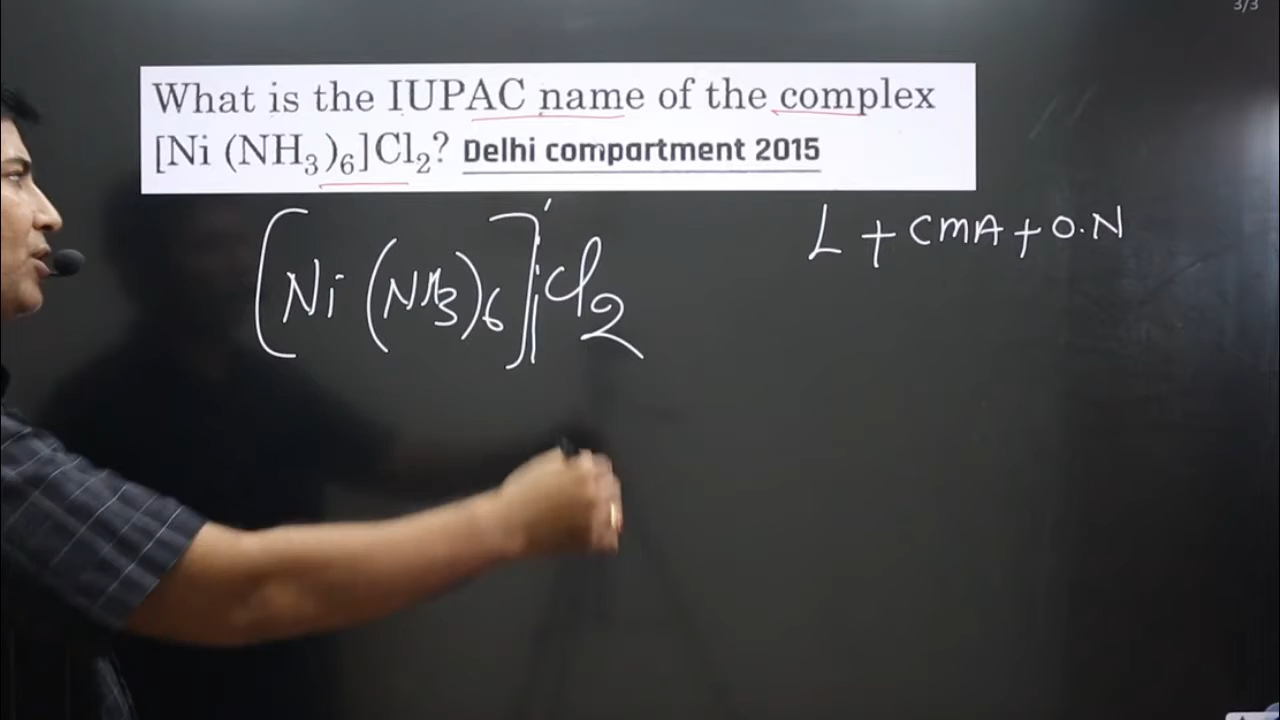 3/3
What is the IUPAC name of the complex
[Ni (NH₃)₆]Cl₂? Delhi compartment 2015
[Ni (NH₃)₆] Cl₂
L + CMA + O.N